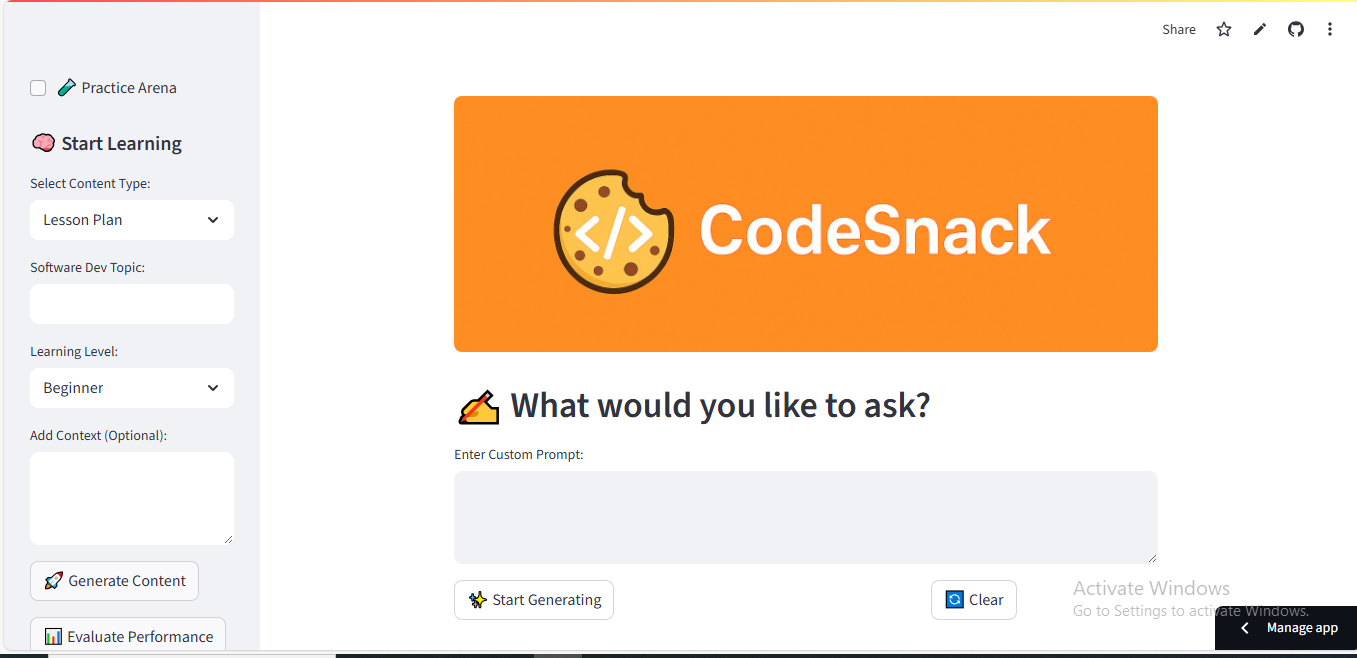 Share
Practice Arena
Start Learning
Select Content Type:
Lesson Plan
Software Dev Topic:
Learning Level:
Beginner
Add Context (Optional):
Generate Content
Evaluate Performance
</>
CodeSnack
What would you like to ask?
Enter Custom Prompt:
Start Generating
Clear
Activate Windows
Go to Settings to activate Windows.
Manage app